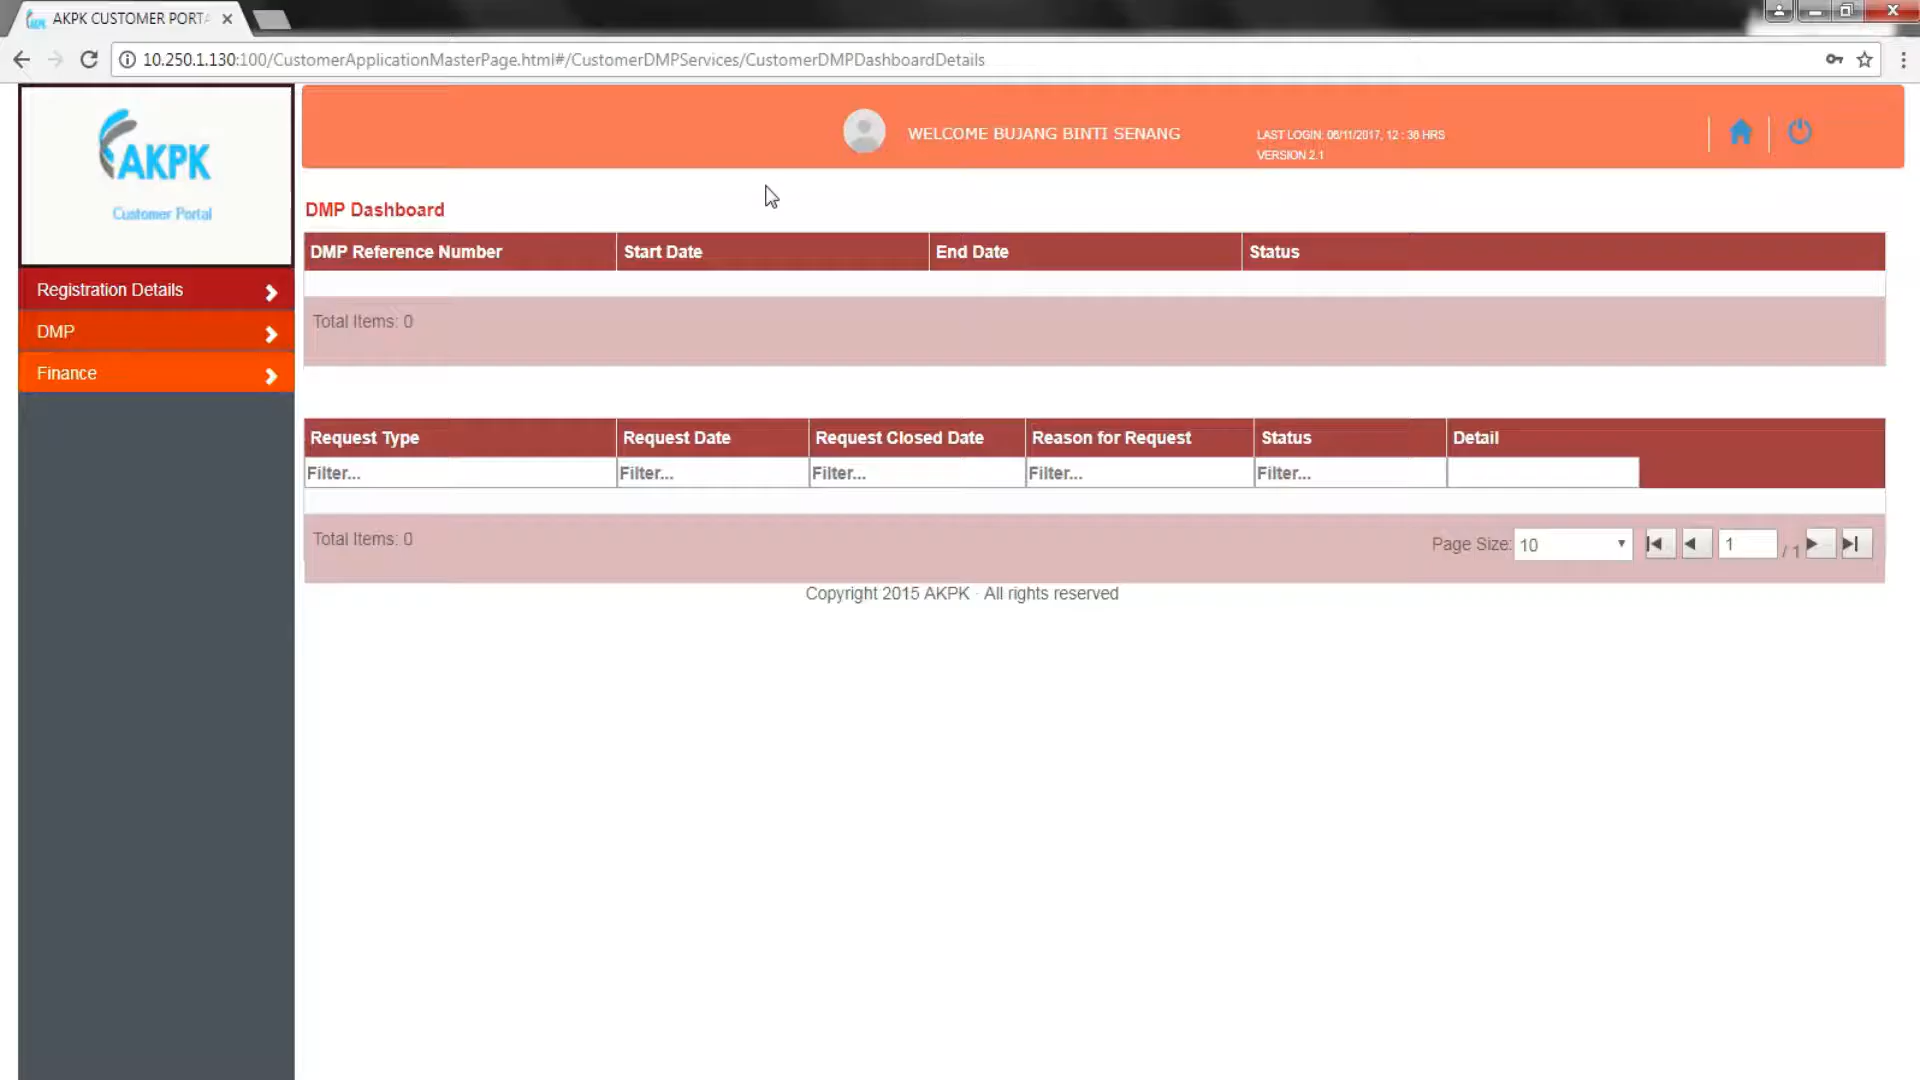 AKPK CUSTOMER PORTA
10.250.1.130:100/CustomerApplicationMasterPage.html#/CustomerDMPServices/CustomerDMPDashboardDetails
AKPK
Customer Portal
WELCOME BUJANG BINTI SENANG
LAST LOGIN: 06/11/2017, 12 : 36 HRS
VERSION 2.1
Registration Details
DMP
Finance
DMP Dashboard
DMP Reference Number Start Date End Date Status
Total Items: 0
Request Type Request Date Request Closed Date Reason for Request Status Detail
Filter... Filter... Filter... Filter... Filter...
Total Items: 0 Page Size: 10 1 / 1
Copyright 2015 AKPK - All rights reserved